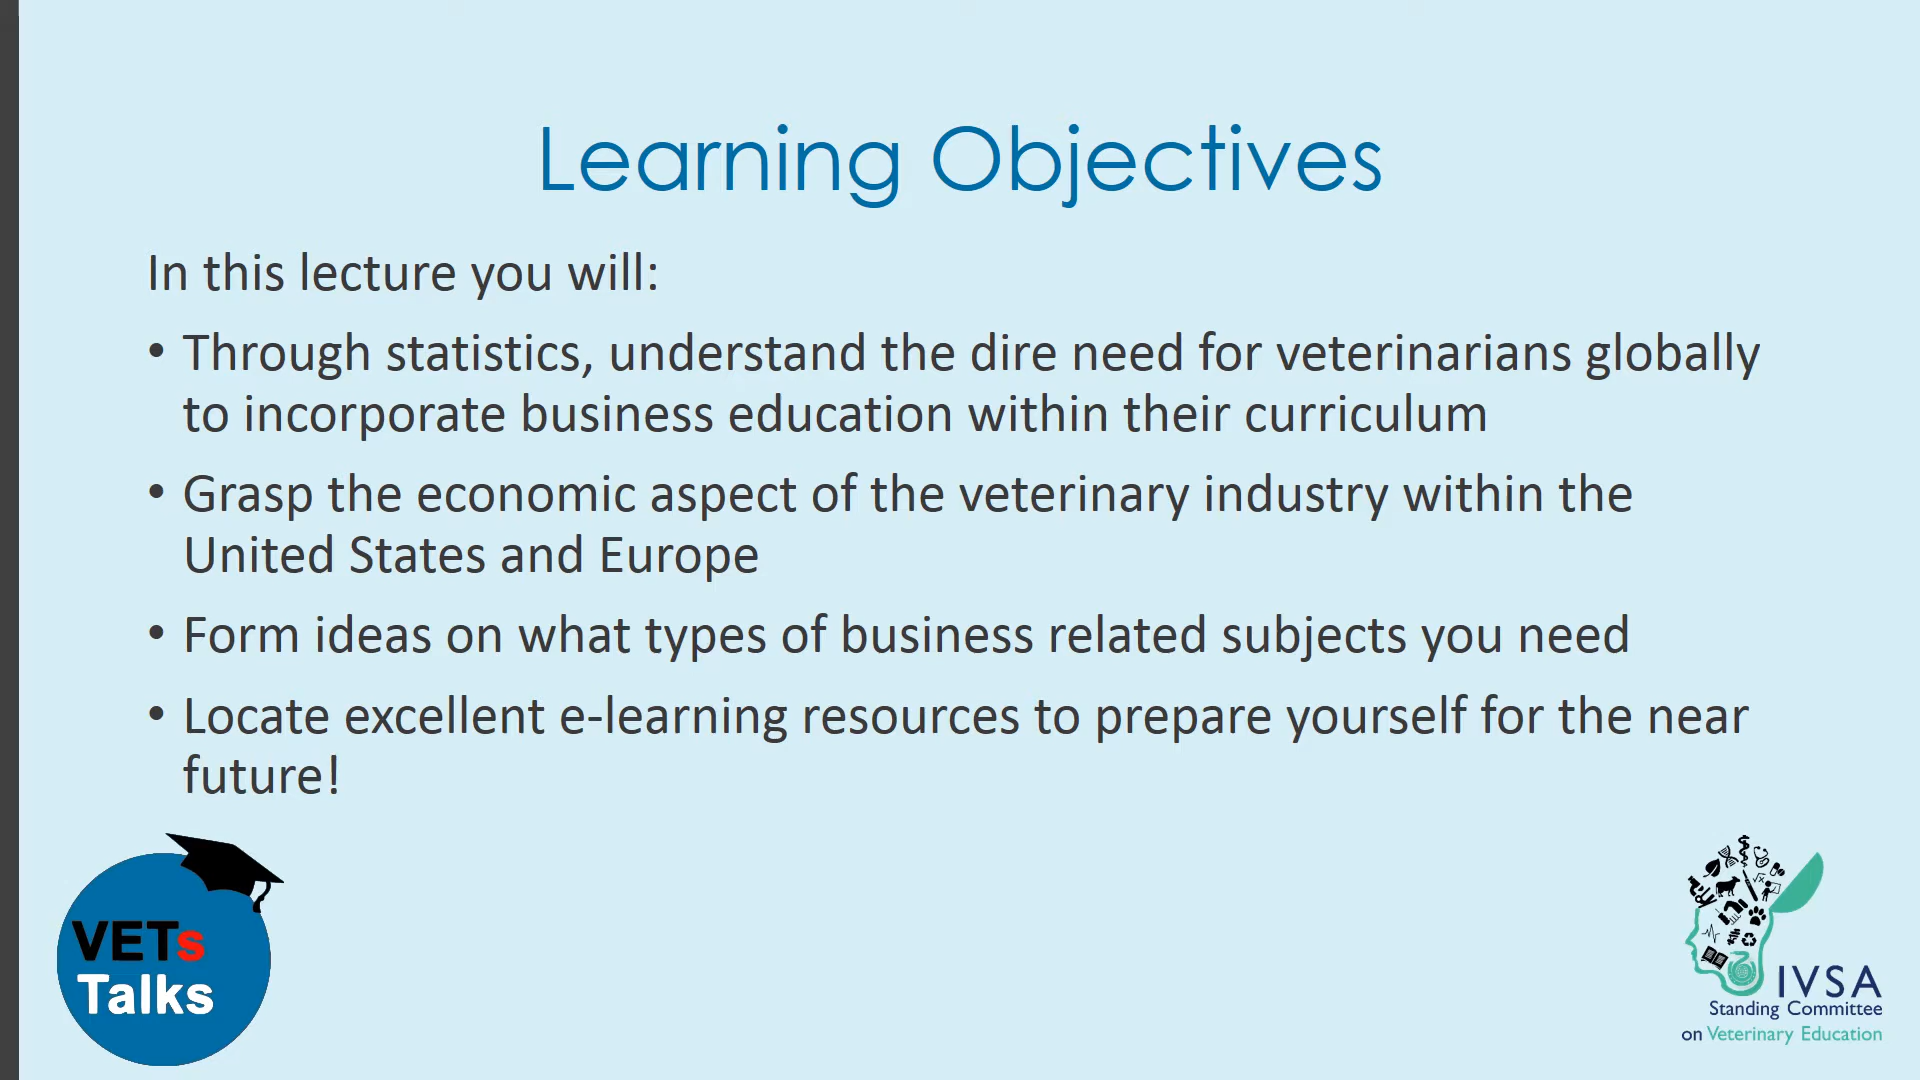 Learning Objectives
In this lecture you will:
• Through statistics, understand the dire need for veterinarians globally
to incorporate business education within their curriculum
• Grasp the economic aspect of the veterinary industry within the
United States and Europe
• Form ideas on what types of business related subjects you need
• Locate excellent e-learning resources to prepare yourself for the near
future!
VETs
Talks
IVSA
Standing Committee
on Veterinary Education